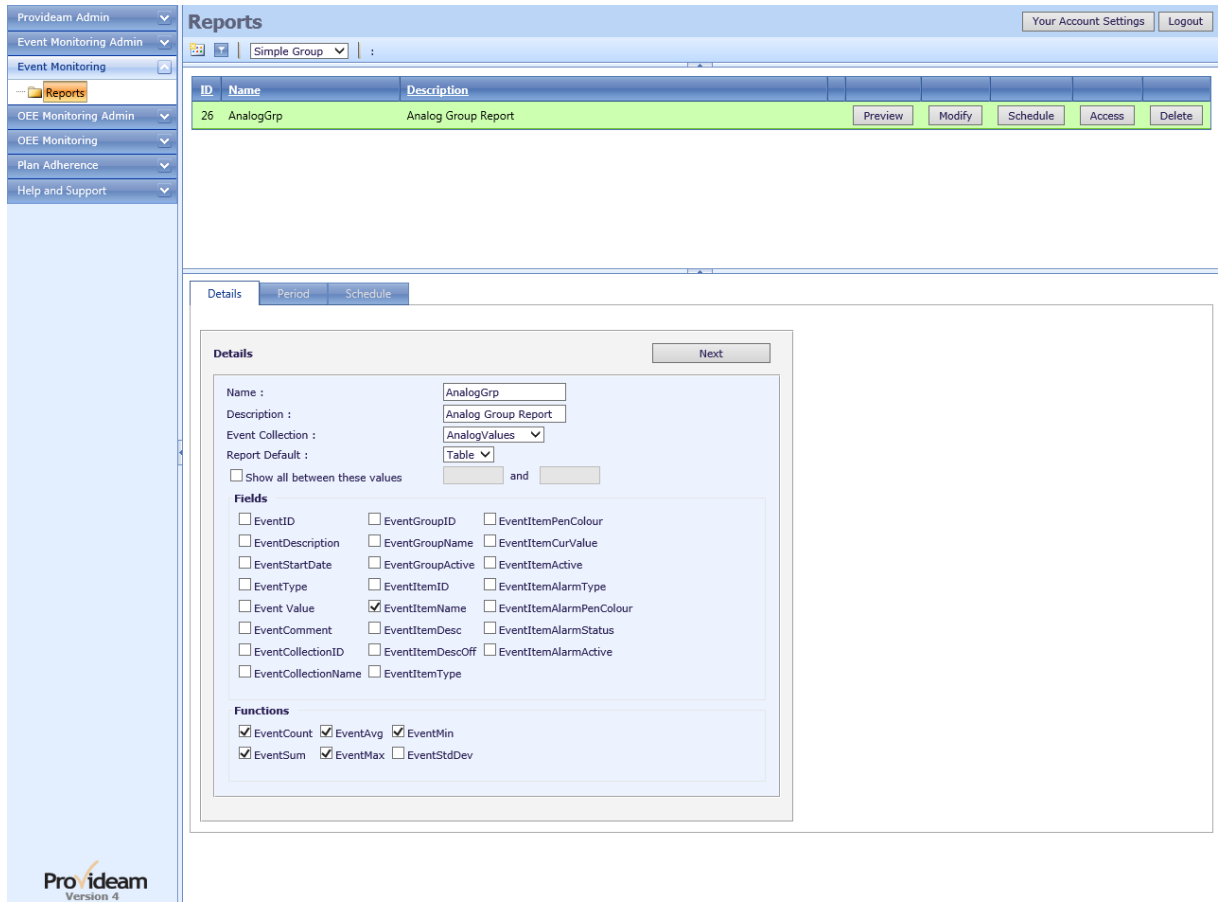 Provideam Admin
Event Monitoring Admin
Event Monitoring
Reports
OEE Monitoring Admin
OEE Monitoring
Plan Adherence
Help and Support
Reports
Your Account Settings Logout
Simple Group :
ID Name Description
26 AnalogGrp Analog Group Report Preview Modify Schedule Access Delete
Details Period Schedule
Details Next
Name : AnalogGrp
Description : Analog Group Report
Event Collection : AnalogValues
Report Default : Table
Show all between these values and
Fields
EventID EventGroupID EventItemPenColour
EventDescription EventGroupName EventItemCurValue
EventStartDate EventGroupActive EventItemActive
EventType EventItemID EventItemAlarmType
Event Value EventItemName EventItemAlarmPenColour
EventComment EventItemDesc EventItemAlarmStatus
EventCollectionID EventItemDescOff EventItemAlarmActive
EventCollectionName EventItemType
Functions
EventCount EventAvg EventMin
EventSum EventMax EventStdDev
Provideam
Version 4